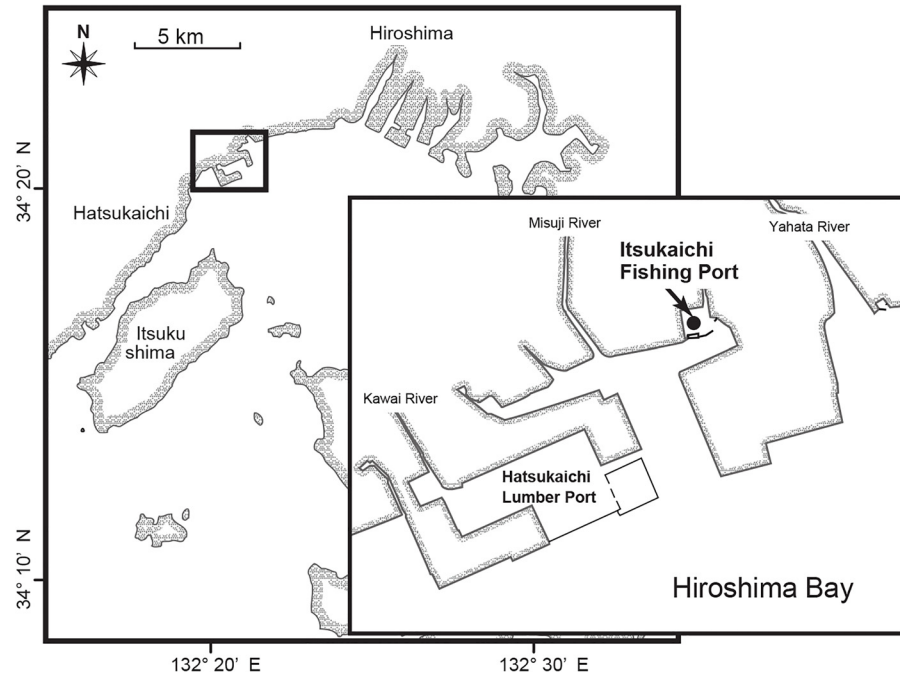 N
5 km
Hiroshima
34° 20' N
Hatsukaichi
Itsuku
shima
34° 10' N
132° 20' E
132° 30' E
Misuji River
Yahata River
Itsukaichi
Fishing Port
Kawai River
Hatsukaichi
Lumber Port
Hiroshima Bay